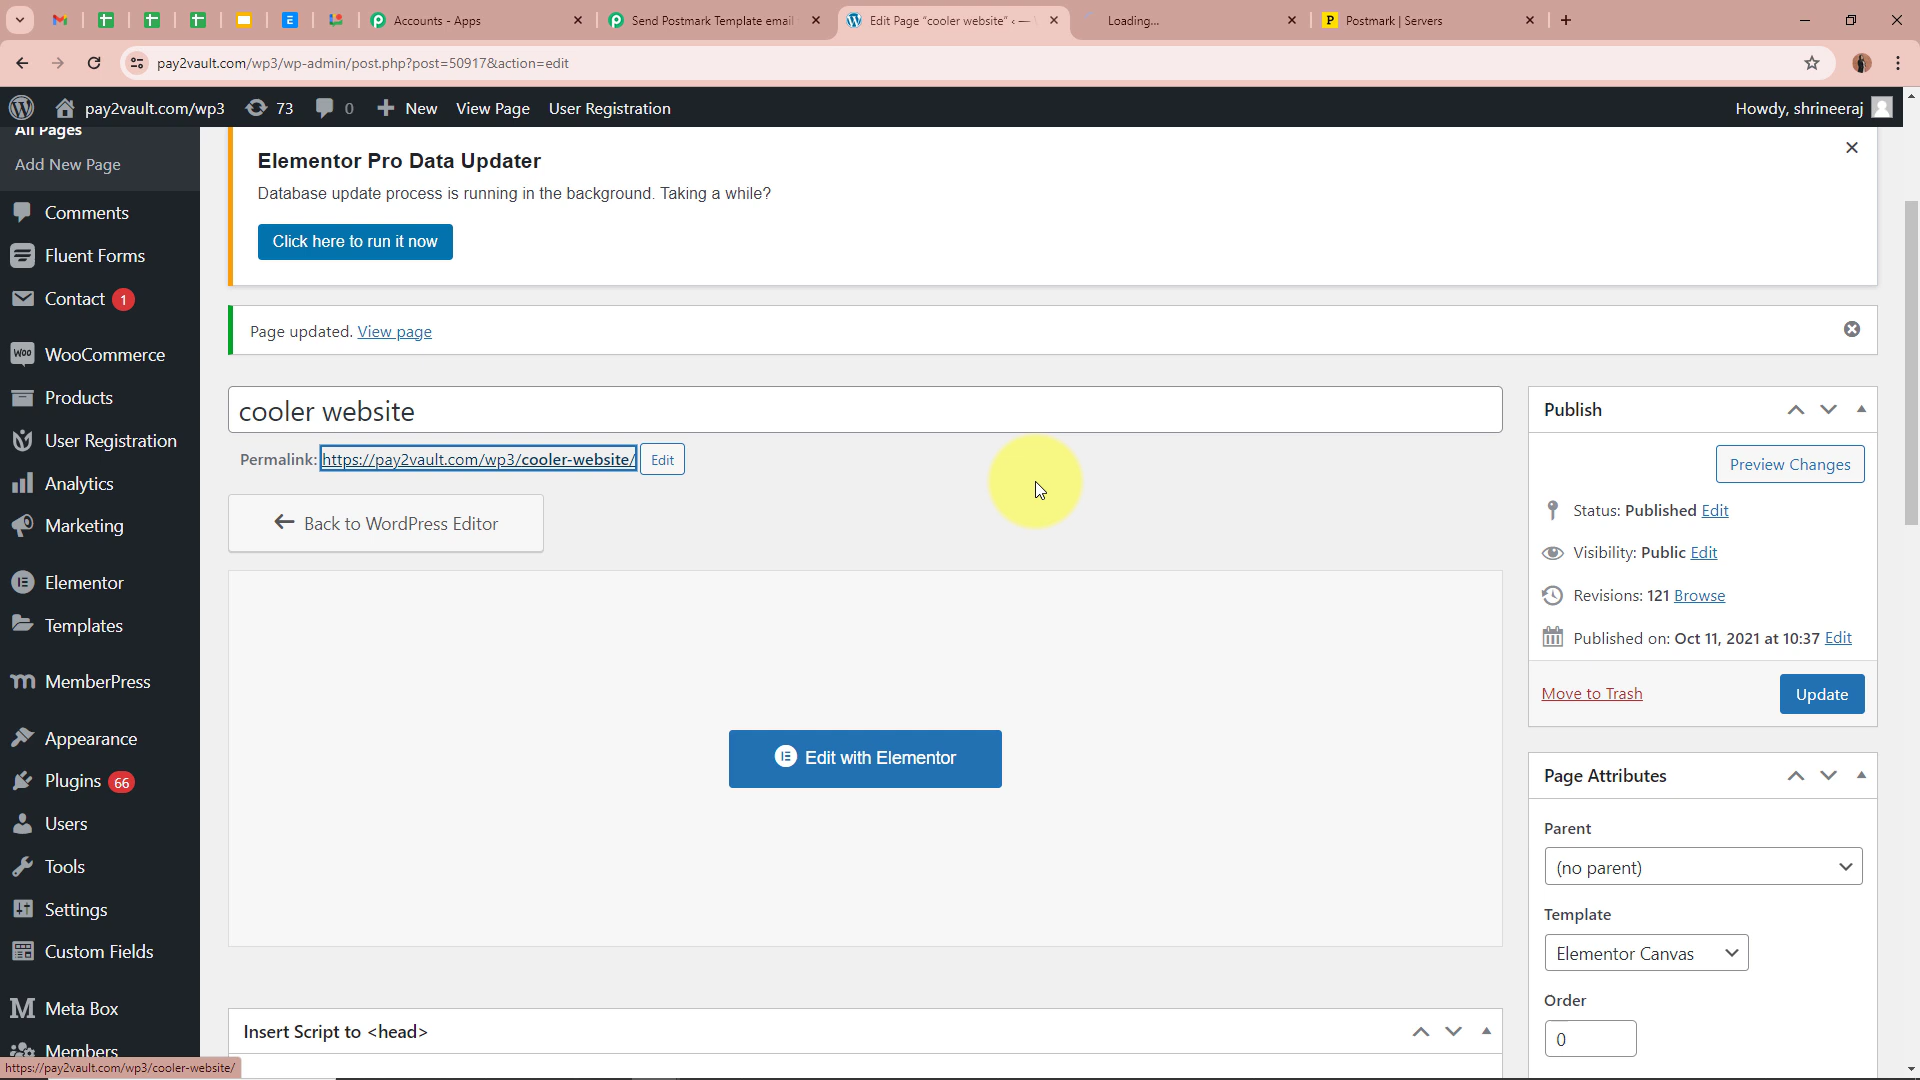 Accounts - Apps
Send Postmark Template email
Edit Page "cooler website" ‹ —
Loading...
P Postmark | Servers
pay2vault.com/wp3/wp-admin/post.php?post=50917&action=edit
pay2vault.com/wp3 73 0 New View Page User Registration Howdy, shrineeraj
All Pages
Add New Page
Comments
Fluent Forms
Contact 1
WooCommerce
Products
User Registration
Analytics
Marketing
Elementor
Templates
MemberPress
Appearance
Plugins 66
Users
Tools
Settings
Custom Fields
Meta Box
Members
https://pay2vault.com/wp3/cooler-website/
Elementor Pro Data Updater
Database update process is running in the background. Taking a while?
Click here to run it now
Page updated. View page
cooler website
Permalink: https://pay2vault.com/wp3/cooler-website/ Edit
Back to WordPress Editor
Edit with Elementor
Insert Script to <head>
Publish
Preview Changes
Status: Published Edit
Visibility: Public Edit
Revisions: 121 Browse
Published on: Oct 11, 2021 at 10:37 Edit
Move to Trash Update
Page Attributes
Parent
(no parent)
Template
Elementor Canvas
Order
0